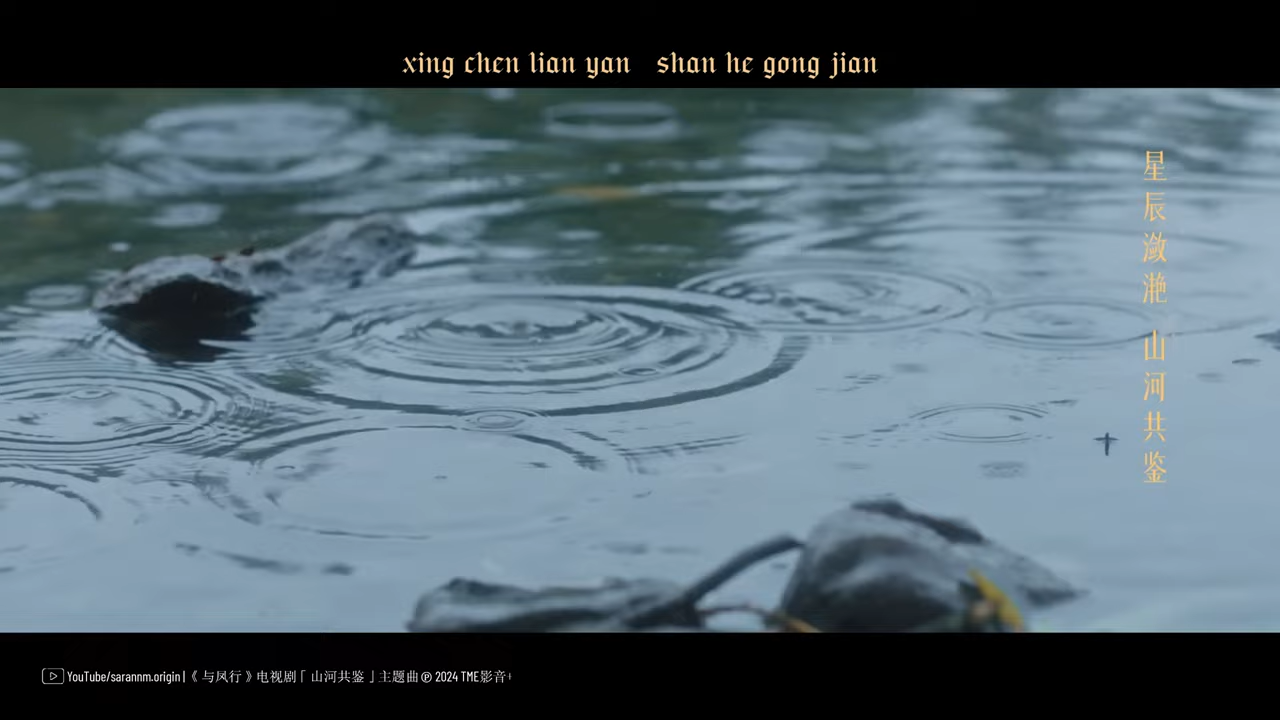 xing chen lian yan shan he gong jian
星辰潋滟 山河共鉴
YouTube/sarannm.origin |《 与凤行 》电视剧「 山河共鉴 」主题曲 ℗ 2024 TME影音+